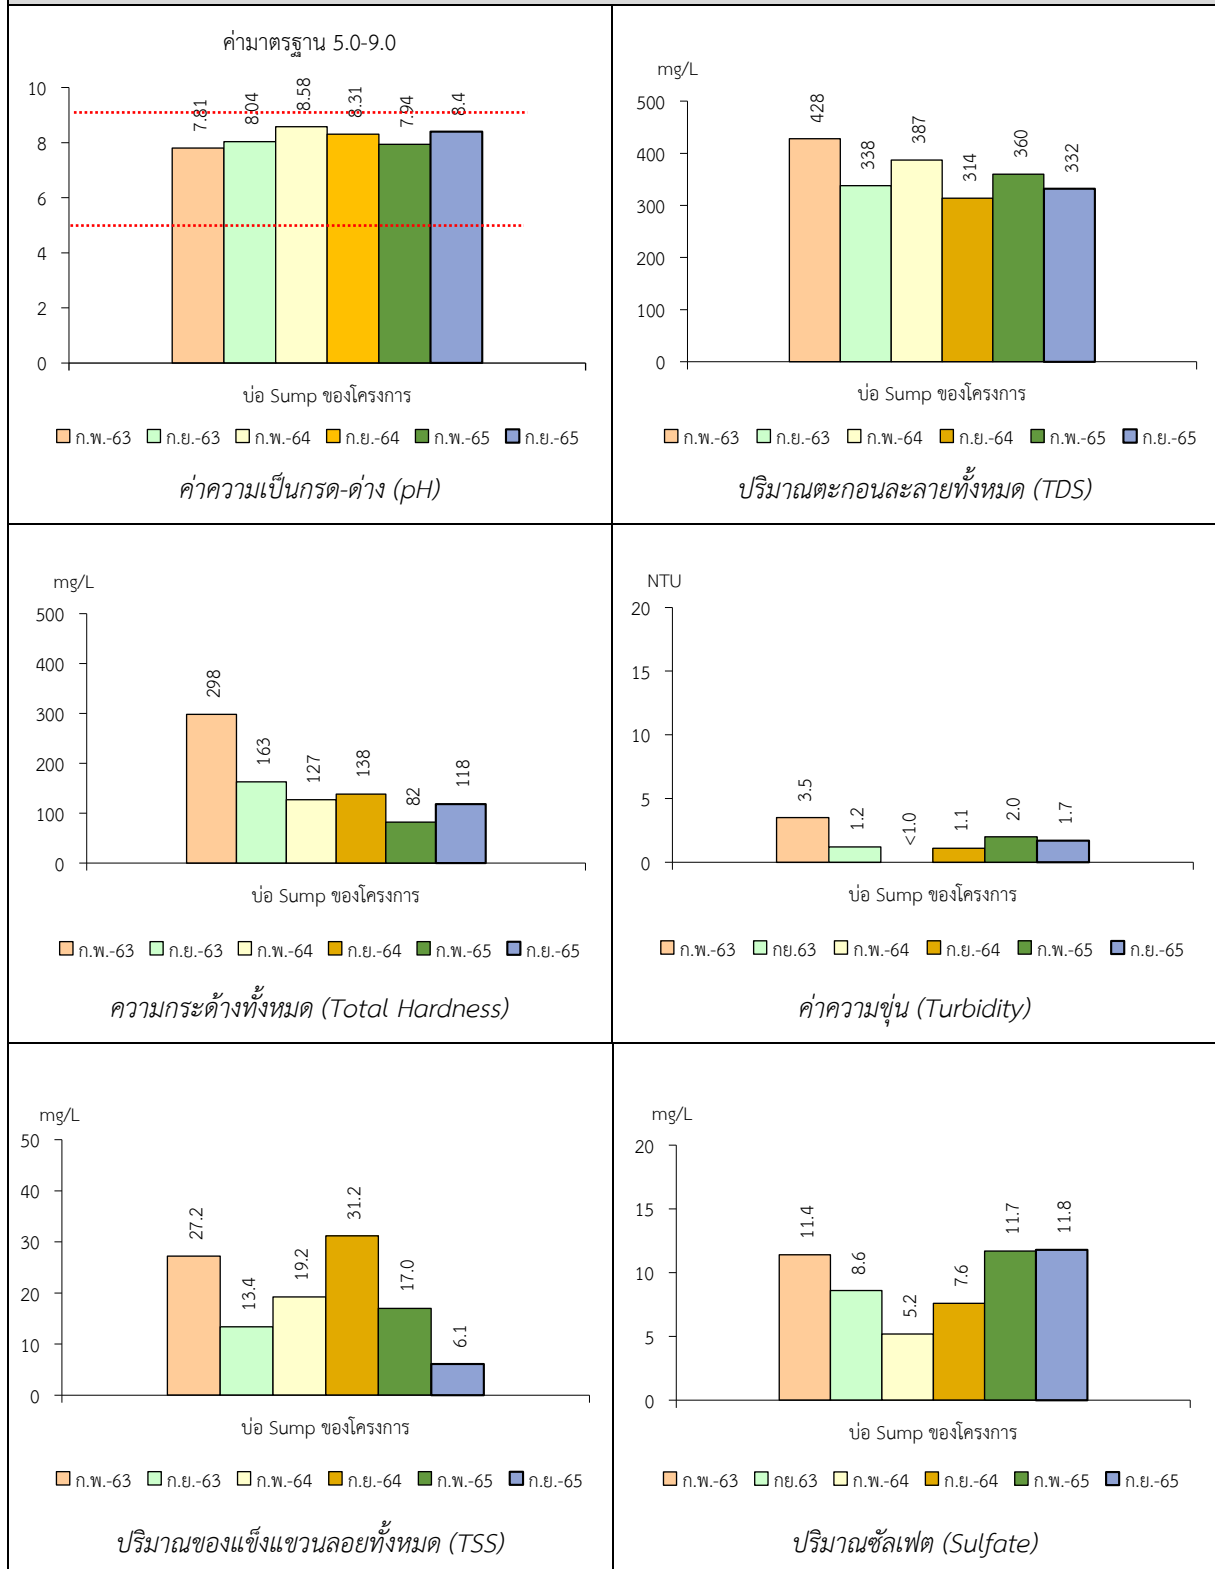 ค่ามาตรฐาน 5.0-9.0
10
8
6
4
2
0
7.81
8.04
8.58
8.31
7.94
8.4
บ่อ Sump ของโครงการ
ก.พ.-63 ก.ย.-63 ก.พ.-64 ก.ย.-64 ก.พ.-65 ก.ย.-65
ค่าความเป็นกรด-ด่าง (pH)
mg/L
500
400
300
200
100
0
428
338
387
314
360
332
บ่อ Sump ของโครงการ
ก.พ.-63 ก.ย.-63 ก.พ.-64 ก.ย.-64 ก.พ.-65 ก.ย.-65
ปริมาณตะกอนละลายทั้งหมด (TDS)
mg/L
500
400
300
200
100
0
298
163
127
138
82
118
บ่อ Sump ของโครงการ
ก.พ.-63 ก.ย.-63 ก.พ.-64 ก.ย.-64 ก.พ.-65 ก.ย.-65
ความกระด้างทั้งหมด (Total Hardness)
NTU
20
15
10
5
0
3.5
1.2
<1.0
1.1
2.0
1.7
บ่อ Sump ของโครงการ
ก.พ.-63 กย.63 ก.พ.-64 ก.ย.-64 ก.พ.-65 ก.ย.-65
ค่าความขุ่น (Turbidity)
mg/L
50
40
30
20
10
0
27.2
13.4
19.2
31.2
17.0
6.1
บ่อ Sump ของโครงการ
ก.พ.-63 ก.ย.-63 ก.พ.-64 ก.ย.-64 ก.พ.-65 ก.ย.-65
ปริมาณของแข็งแขวนลอยทั้งหมด (TSS)
mg/L
20
15
10
5
0
11.4
8.6
5.2
7.6
11.7
11.8
บ่อ Sump ของโครงการ
ก.พ.-63 กย.63 ก.พ.-64 ก.ย.-64 ก.พ.-65 ก.ย.-65
ปริมาณซัลเฟต (Sulfate)